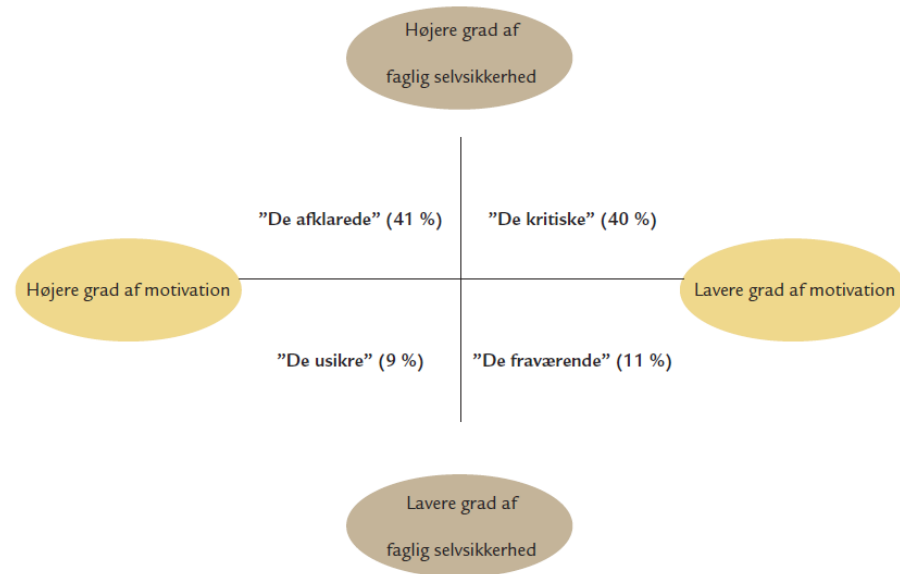 Højere grad af
faglig selvsikkerhed
”De afklarede” (41 %)
”De kritiske” (40 %)
Højere grad af motivation
Lavere grad af motivation
”De usikre” (9 %)
”De fraværende” (11 %)
Lavere grad af
faglig selvsikkerhed